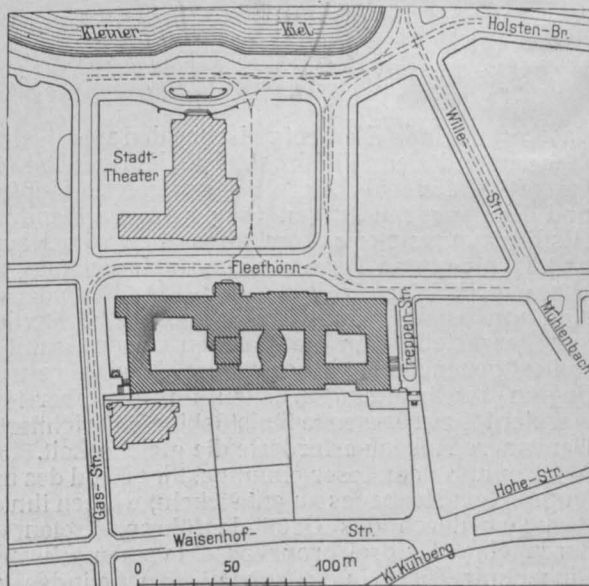 Kleiner Kiel
Holsten-Br.
Wille-Str.
Stadt-
Theater
Fleethörn-
Treppen-Str.
Mühlenbach
Gas-Str.
Hohe-Str.
Waisenhof-Str.
Kl. Kuhberg
0 50 100 m